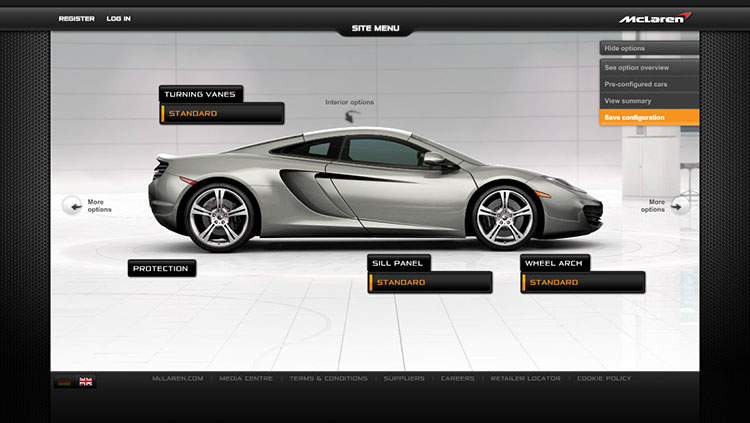 REGISTER
LOG IN
SITE MENU
McLaren
Hide options
See option overview
Pre-configured cars
View summary
Save configuration
TURNING VANES
STANDARD
Interior options
More
options
More
options
PROTECTION
SILL PANEL
STANDARD
WHEEL ARCH
STANDARD
McLAREN.COM | MEDIA CENTRE | TERMS & CONDITIONS | SUPPLIERS | CAREERS | RETAILER LOCATOR | COOKIE POLICY